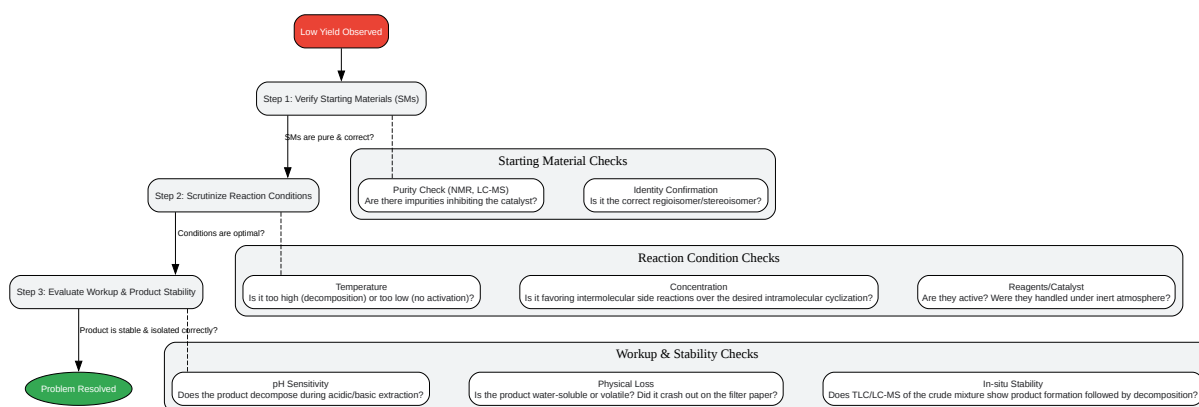 Low Yield Observed
Step 1: Verify Starting Materials (SMs)
SMs are pure & correct?
Starting Material Checks
Purity Check (NMR, LC-MS)
Are there impurities inhibiting the catalyst?
Identity Confirmation
Is it the correct regioisomer/stereoisomer?
Step 2: Scrutinize Reaction Conditions
Conditions are optimal?
Reaction Condition Checks
Temperature
Is it too high (decomposition) or too low (no activation)?
Concentration
Is it favoring intermolecular side reactions over the desired intramolecular cyclization?
Reagents/Catalyst
Are they active? Were they handled under inert atmosphere?
Step 3: Evaluate Workup & Product Stability
Product is stable & isolated correctly?
Workup & Stability Checks
pH Sensitivity
Does the product decompose during acidic/basic extraction?
Physical Loss
Is the product water-soluble or volatile? Did it crash out on the filter paper?
In-situ Stability
Does TLC/LC-MS of the crude mixture show product formation followed by decomposition?
Problem Resolved